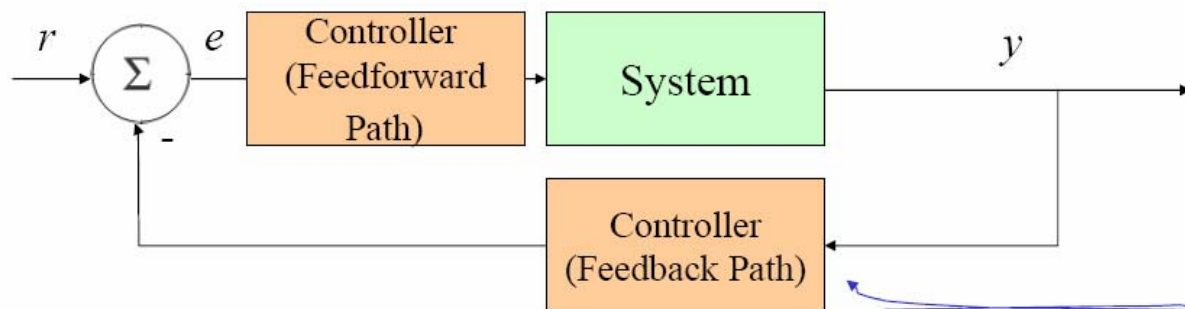 r
Σ
e
Controller
(Feedforward
Path)
System
y
-
Controller
(Feedback Path)